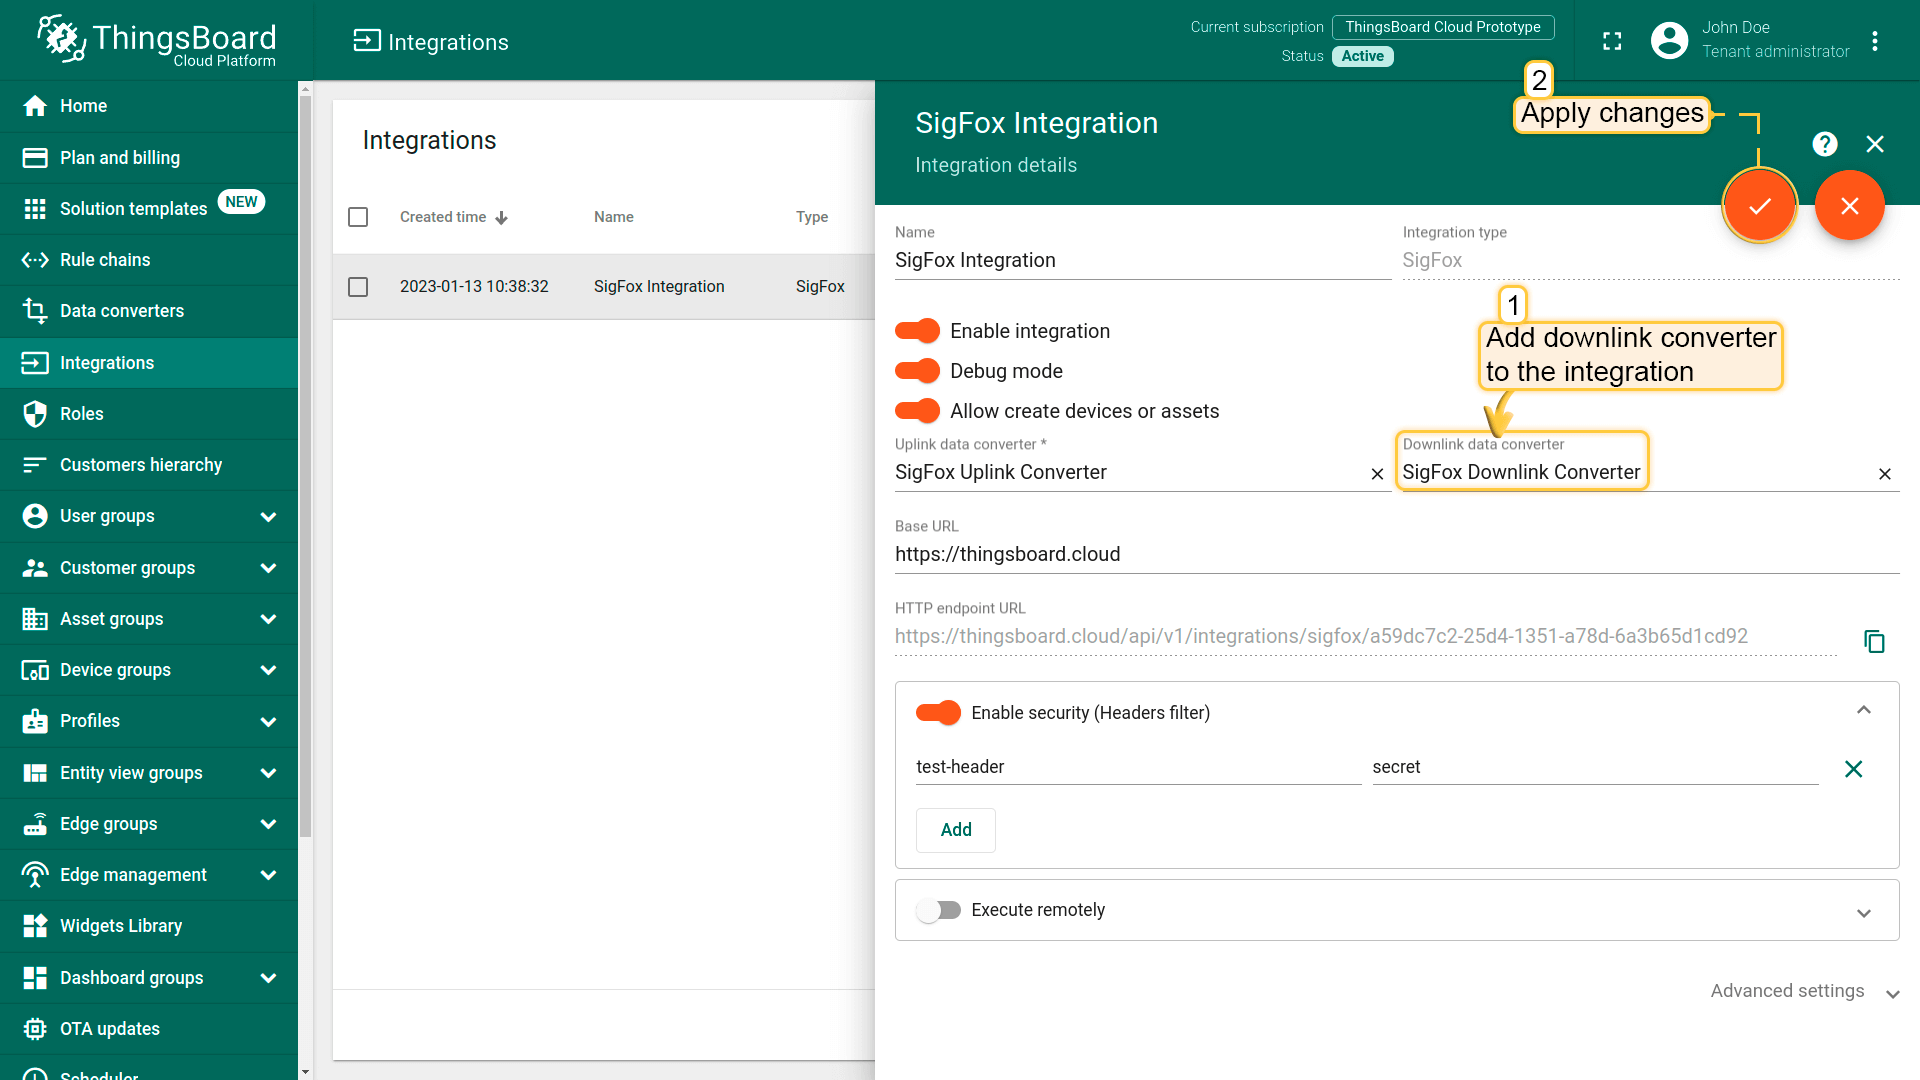 ThingsBoard
Cloud Platform
Integrations
Current subscription
ThingsBoard Cloud Prototype
Status
Active
John Doe
Tenant administrator
Home
Plan and billing
Solution templates
NEW
Rule chains
Data converters
Integrations
Roles
Customers hierarchy
User groups
Customer groups
Asset groups
Device groups
Profiles
Entity view groups
Edge groups
Edge management
Widgets Library
Dashboard groups
OTA updates
Scheduler
Integrations
Created time
Name
Type
2023-01-13 10:38:32
SigFox Integration
SigFox
SigFox Integration
Integration details
2
Apply changes
Name
SigFox Integration
Integration type
SigFox
Enable integration
Debug mode
Allow create devices or assets
1
Add downlink converter
to the integration
Uplink data converter *
SigFox Uplink Converter
Downlink data converter
SigFox Downlink Converter
Base URL
https://thingsboard.cloud
HTTP endpoint URL
https://thingsboard.cloud/api/v1/integrations/sigfox/a59dc7c2-25d4-1351-a78d-6a3b65d1cd92
Enable security (Headers filter)
test-header
secret
Add
Execute remotely
Advanced settings